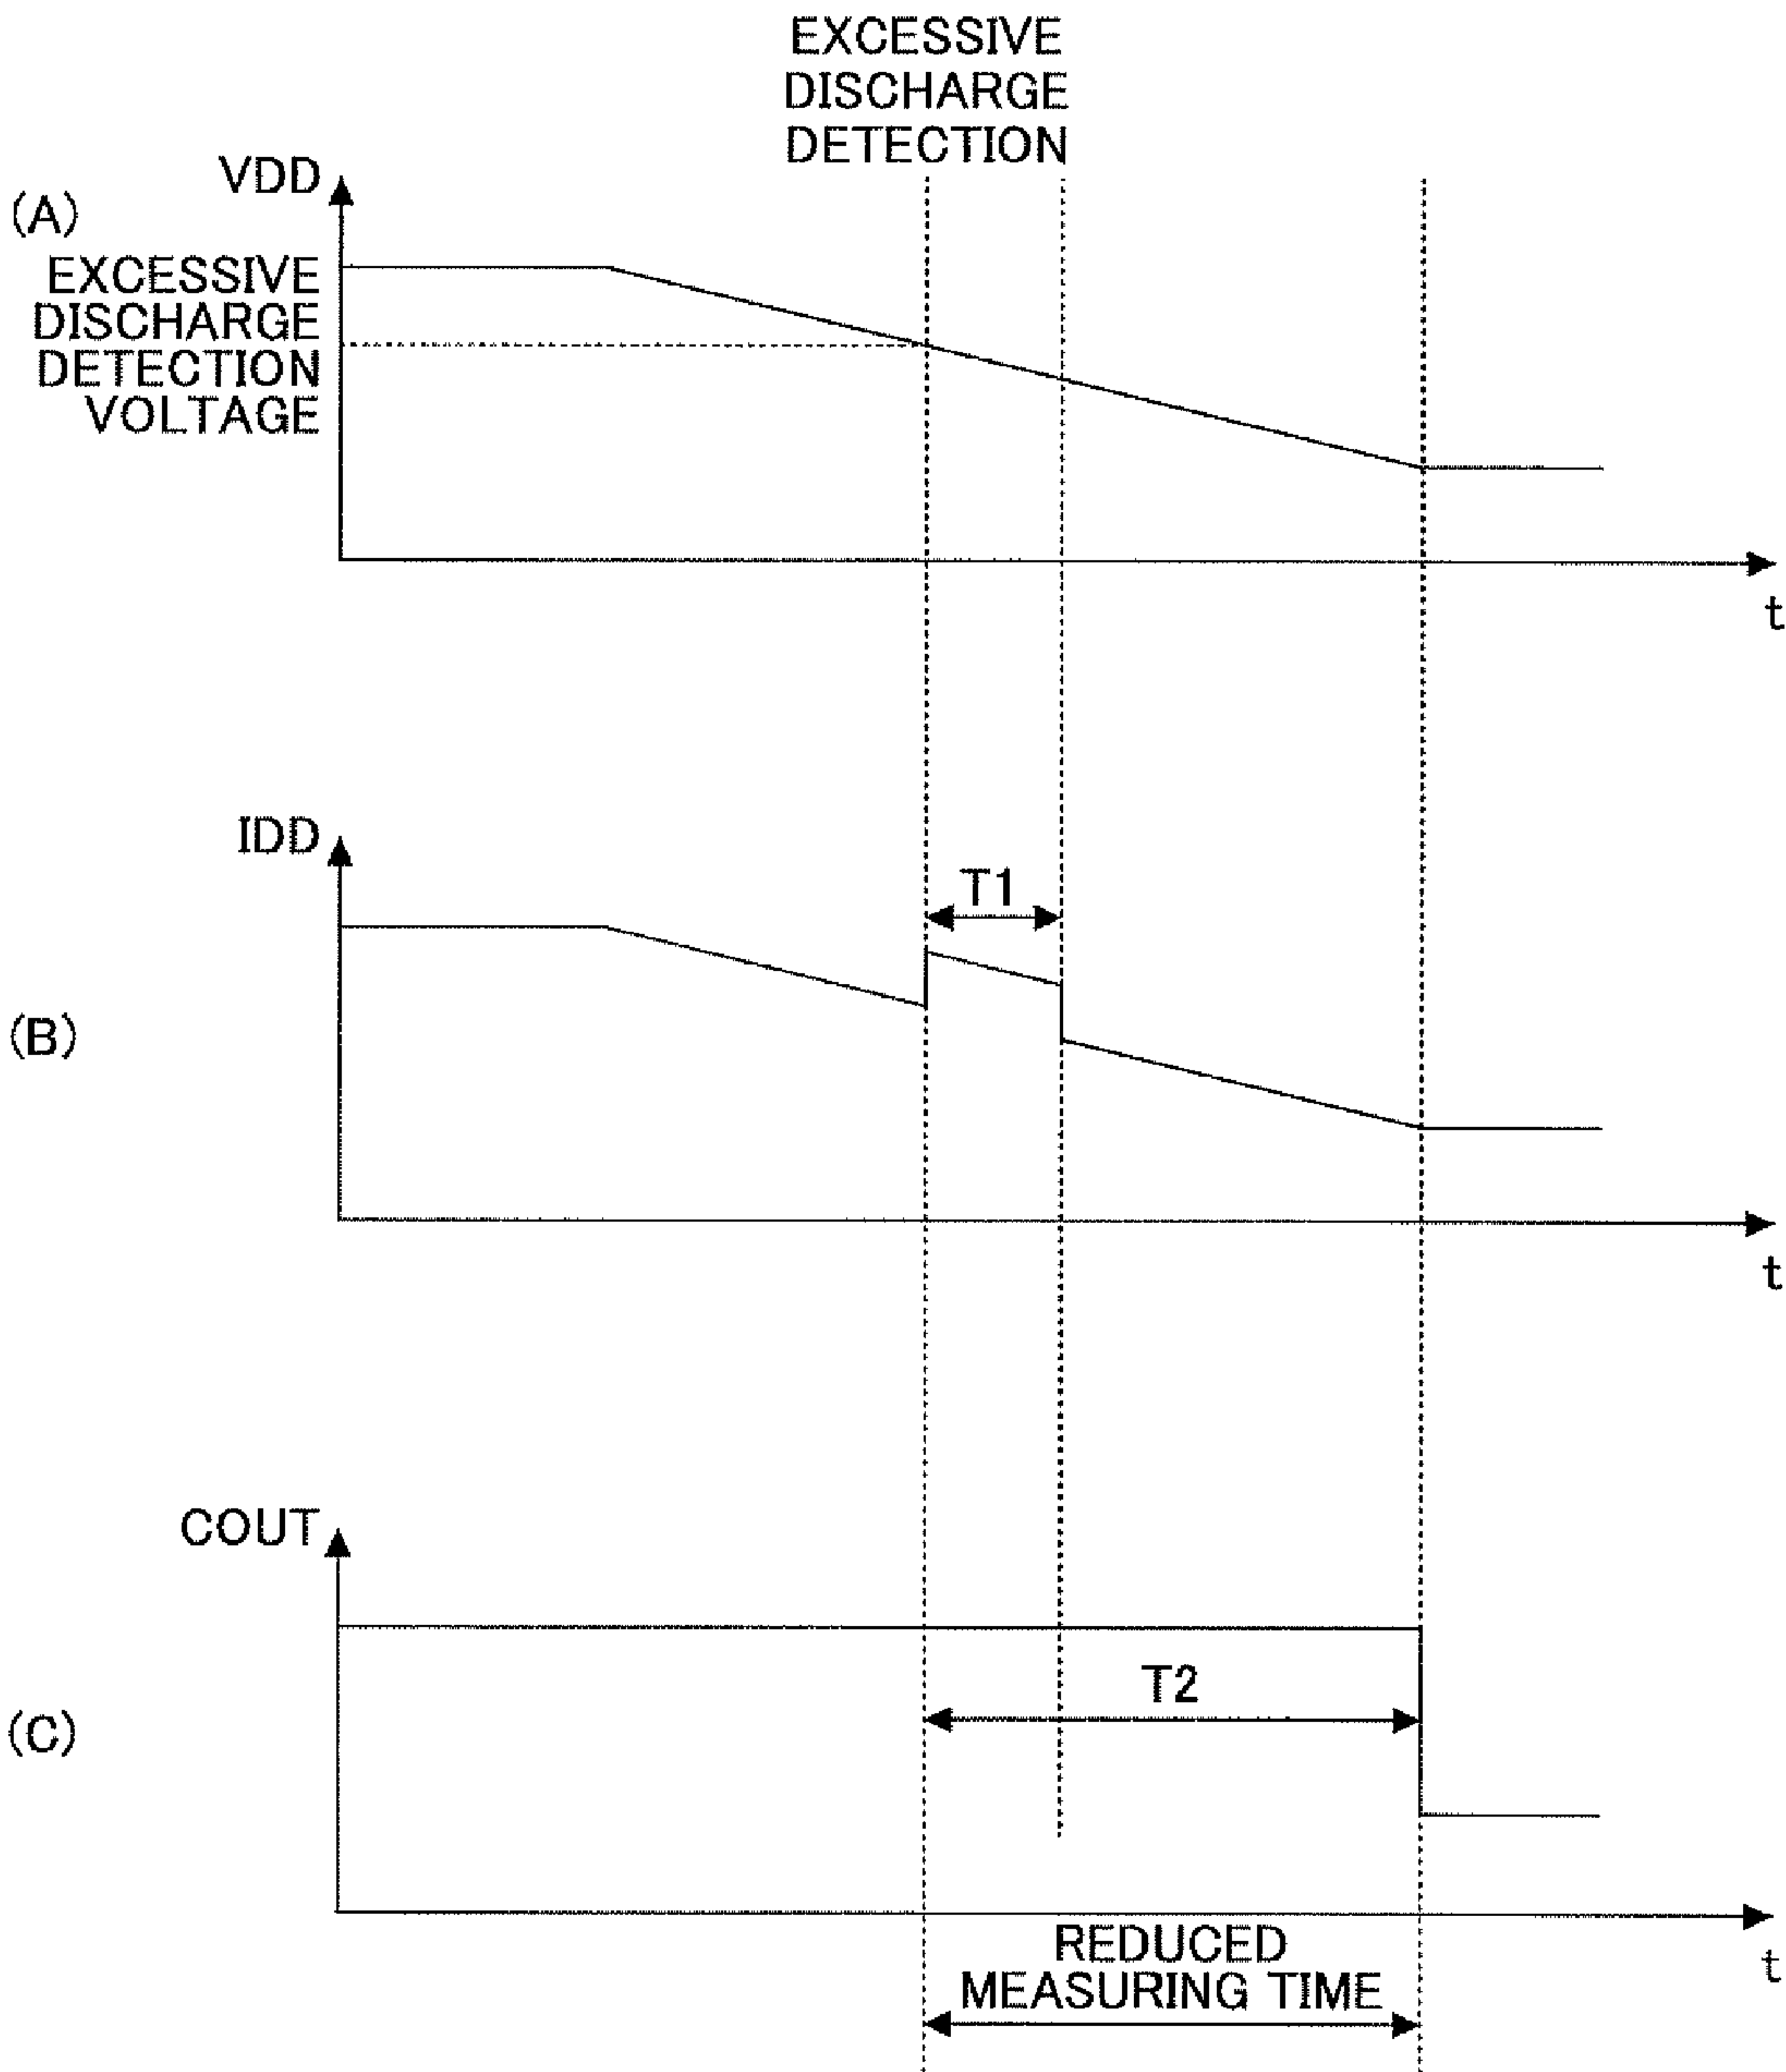 EXCESSIVE
DISCHARGE
DETECTION
(A)
VDD
EXCESSIVE
DISCHARGE
DETECTION
VOLTAGE
t
(B)
IDD
T1
t
(C)
COUT
T2
t
REDUCED
MEASURING TIME